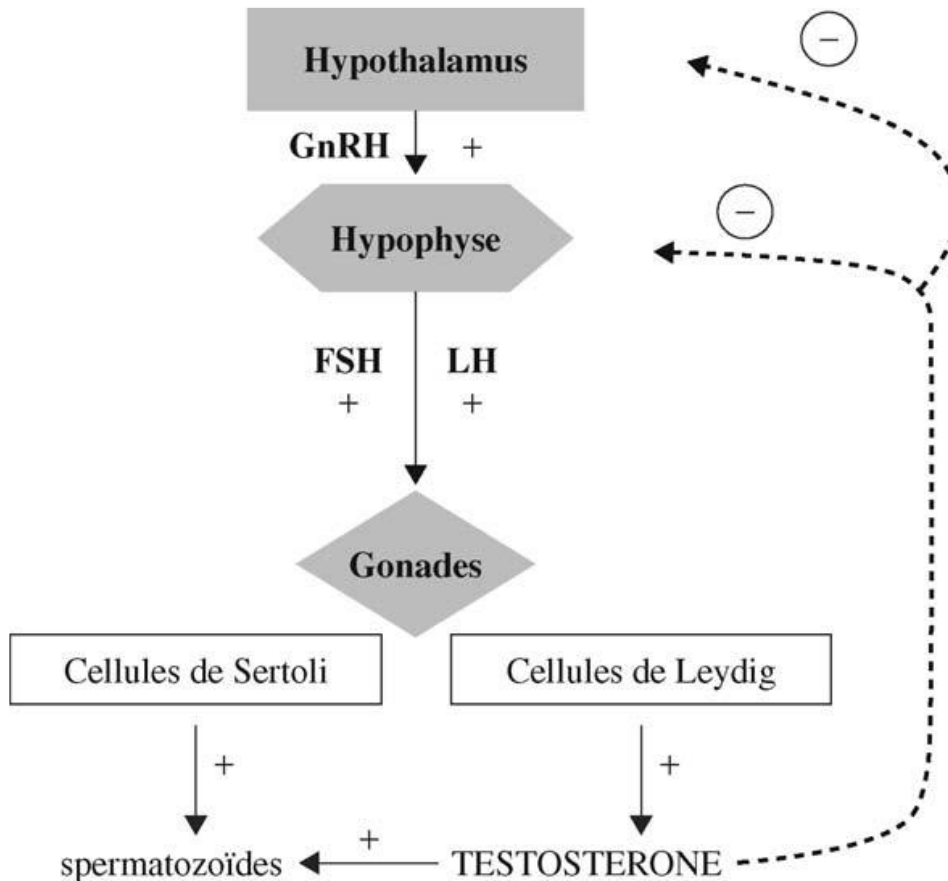 −
Hypothalamus
GnRH +
−
Hypophyse
FSH LH
+ +
Gonades
Cellules de Sertoli Cellules de Leydig
+ +
+
spermatozoïdes TESTOSTERONE